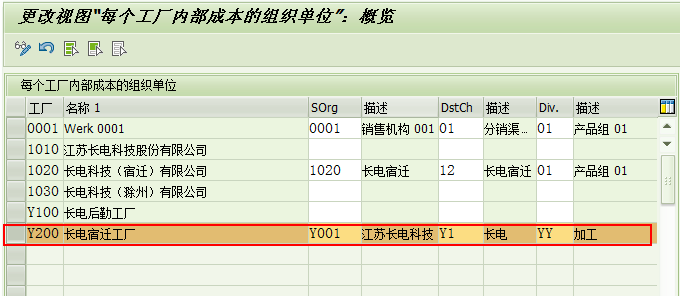 更改视图"每个工厂内部成本的组织单位": 概览
每个工厂内部成本的组织单位
工厂 名称 1 SOrg 描述 DstCh 描述 Div. 描述
0001 Werk 0001 0001 销售机构 001 01 分销渠… 01 产品组 01
1010 江苏长电科技股份有限公司
1020 长电科技（宿迁）有限公司 1020 长电宿迁 12 长电宿迁 01 产品组 01
1030 长电科技（滁州）有限公司
Y100 长电后勤工厂
Y200 长电宿迁工厂 Y001 江苏长电科技 Y1 长电 YY 加工